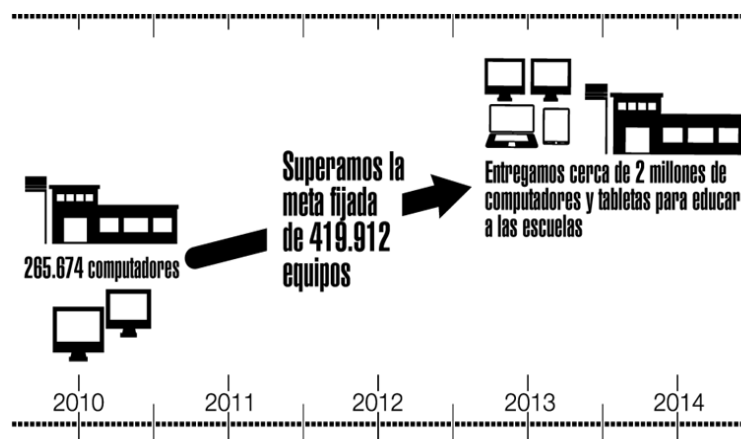 265.674 computadores
Superamos la
meta fijada
de 419.912
equipos
Entregamos cerca de 2 millones de
computadores y tabletas para educar
a las escuelas
2010
2011
2012
2013
2014